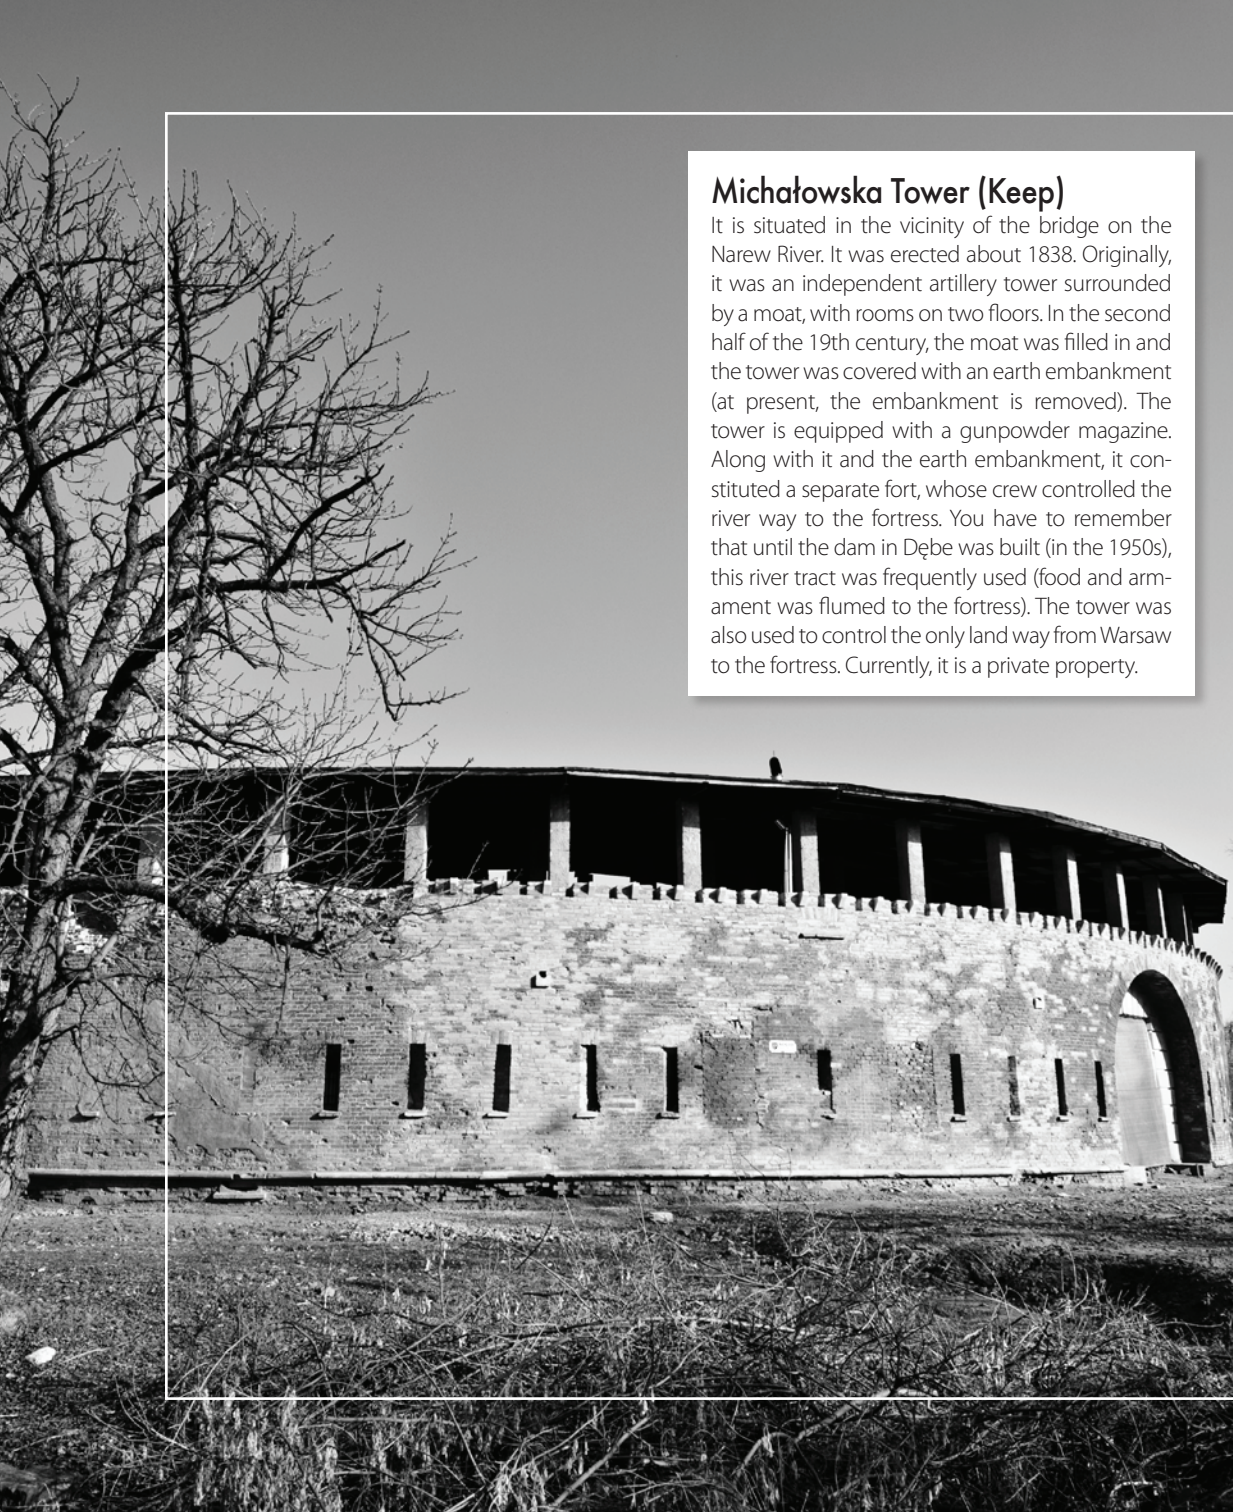 Michałowska Tower (Keep)
It is situated in the vicinity of the bridge on the
Narew River. It was erected about 1838. Originally,
it was an independent artillery tower surrounded
by a moat, with rooms on two floors. In the second
half of the 19th century, the moat was filled in and
the tower was covered with an earth embankment
(at present, the embankment is removed). The
tower is equipped with a gunpowder magazine.
Along with it and the earth embankment, it con-
stituted a separate fort, whose crew controlled the
river way to the fortress. You have to remember
that until the dam in Dębe was built (in the 1950s),
this river tract was frequently used (food and arm-
ament was flumed to the fortress). The tower was
also used to control the only land way from Warsaw
to the fortress. Currently, it is a private property.